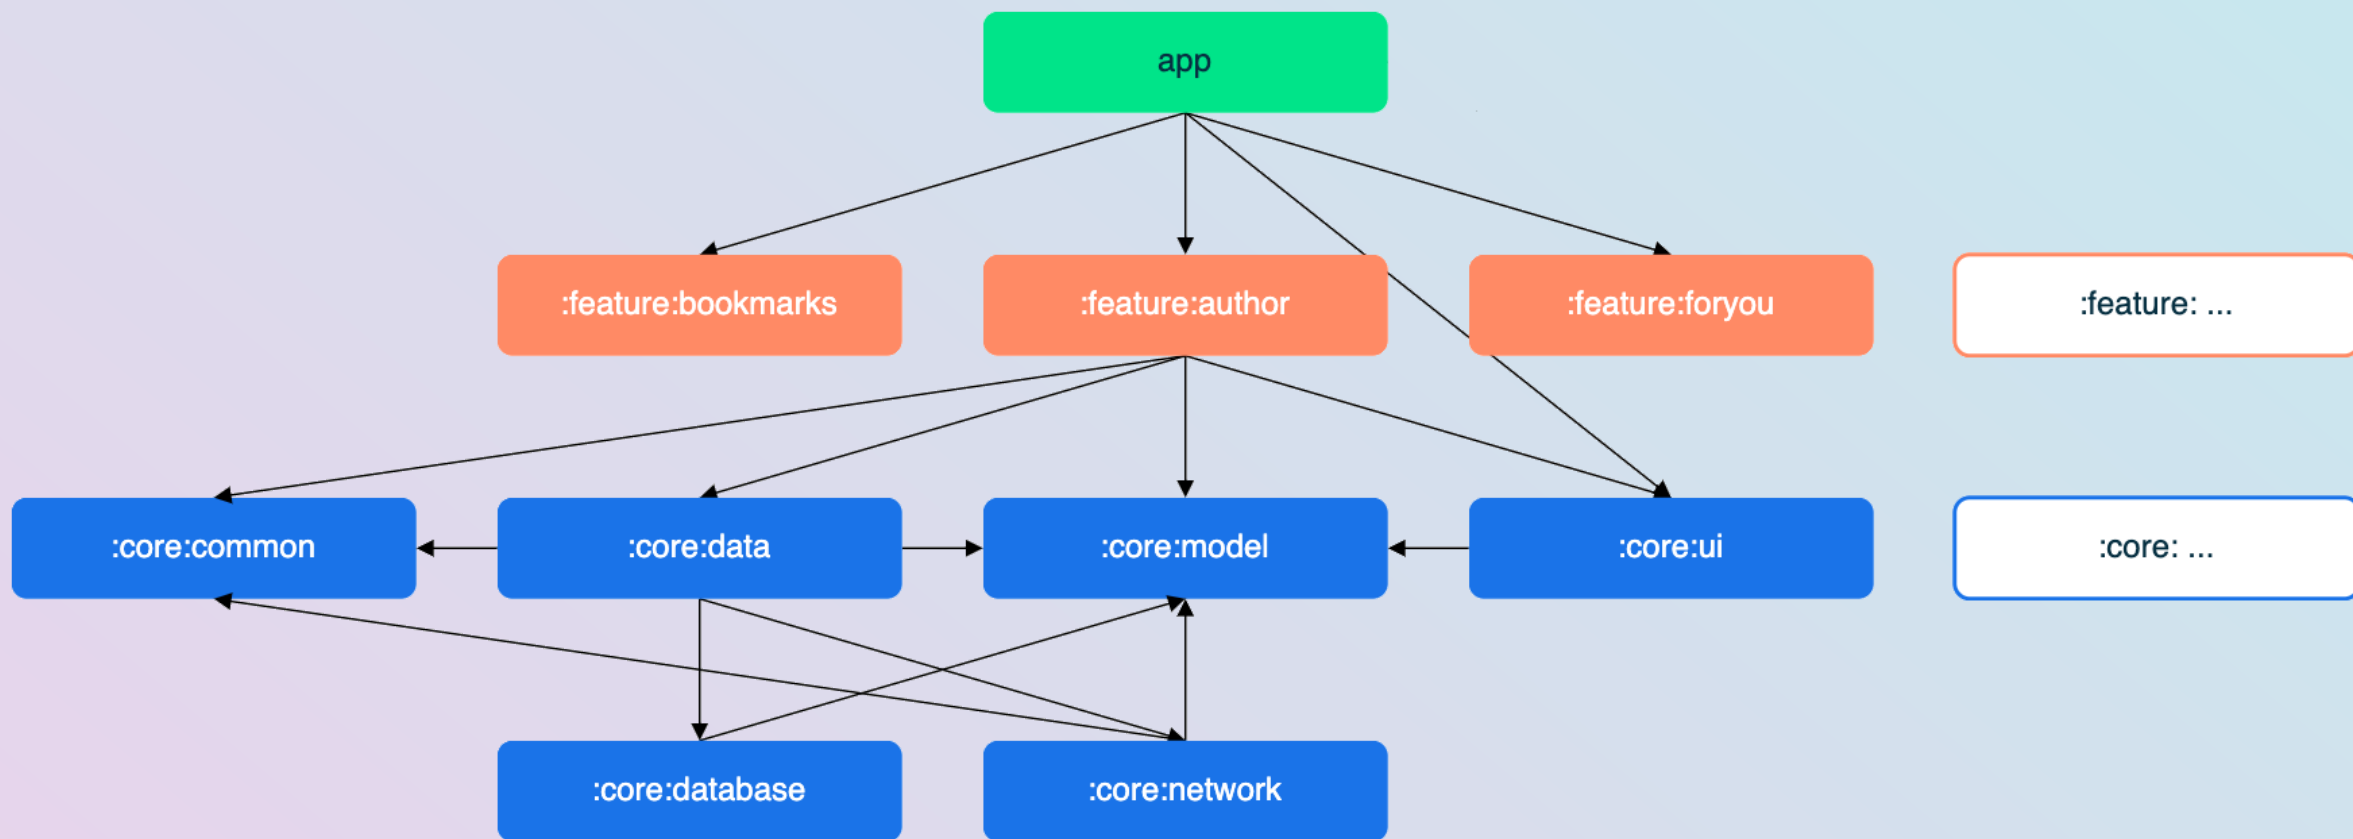 app
:feature:bookmarks
:feature:author
:feature:foryou
:feature: ...
:core:common
:core:data
:core:model
:core:ui
:core: ...
:core:database
:core:network